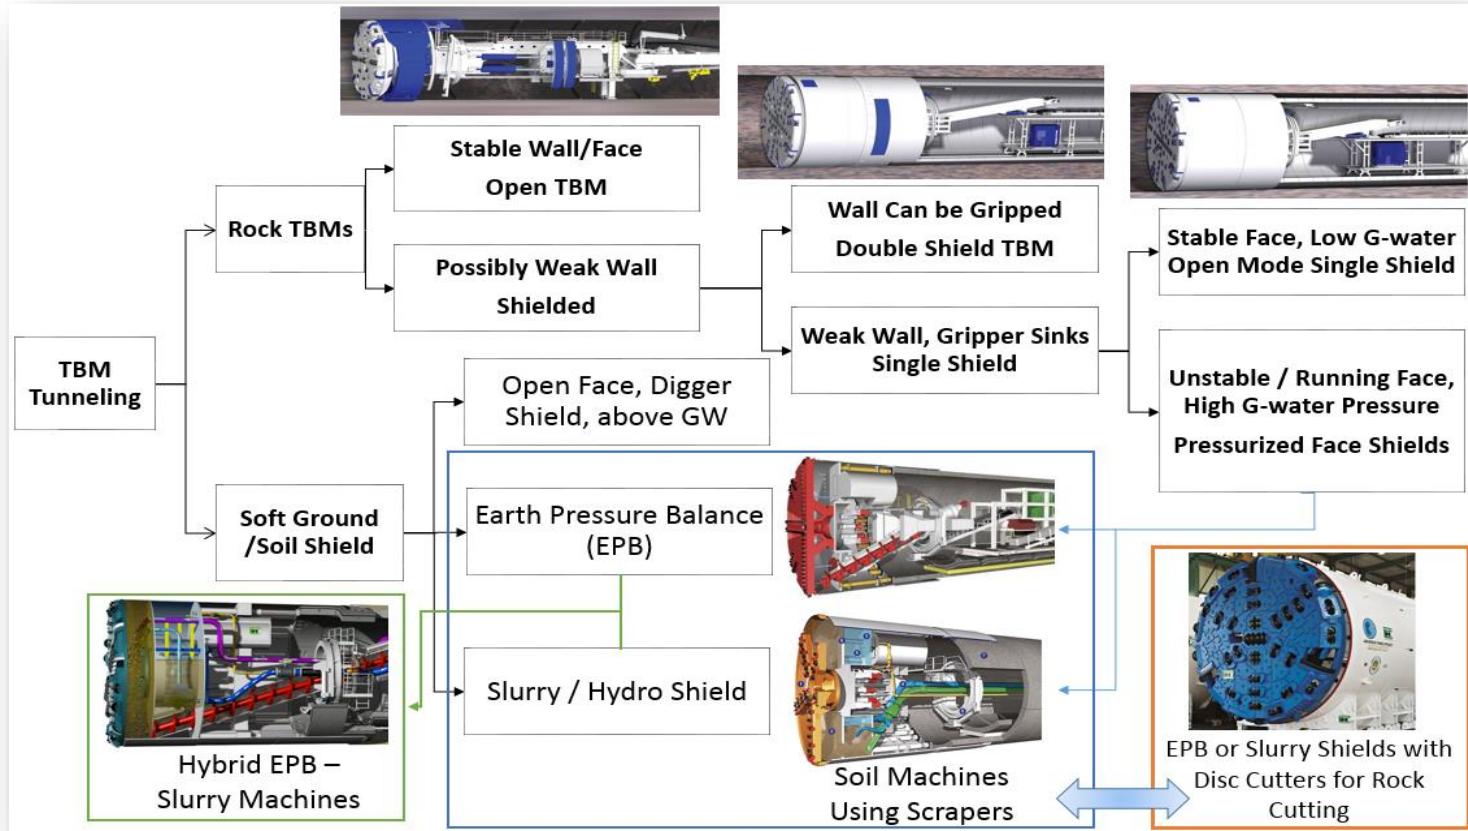 Stable Wall/Face
Open TBM
Rock TBMs
Possibly Weak Wall
Shielded
Wall Can be Gripped
Double Shield TBM
Stable Face, Low G-water
Open Mode Single Shield
Weak Wall, Gripper Sinks
Single Shield
Unstable / Running Face,
High G-water Pressure
Pressurized Face Shields
TBM
Tunneling
Open Face, Digger
Shield, above GW
Soft Ground
/Soil Shield
Earth Pressure Balance
(EPB)
Slurry / Hydro Shield
Hybrid EPB –
Slurry Machines
Soil Machines
Using Scrapers
EPB or Slurry Shields with
Disc Cutters for Rock
Cutting